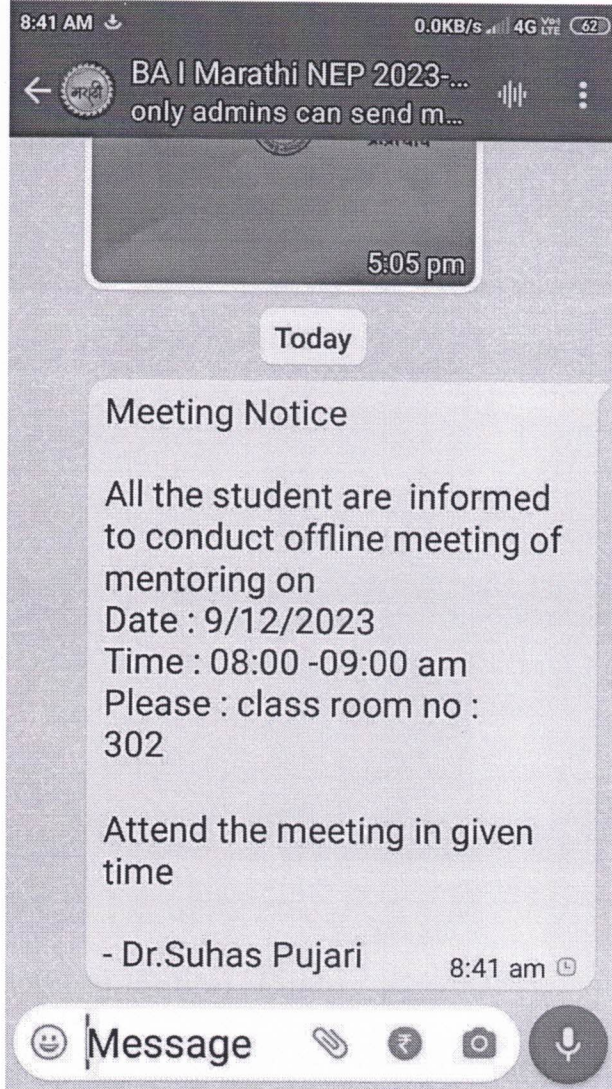 8:41 AM 0.0KB/s 4G Vo) LTE 62
मराठी BA I Marathi NEP 2023-...
only admins can send m...
5:05 pm
Today
Meeting Notice
All the student are informed
to conduct offline meeting of
mentoring on
Date : 9/12/2023
Time : 08:00 -09:00 am
Please : class room no :
302
Attend the meeting in given
time
- Dr.Suhas Pujari
8:41 am
Message